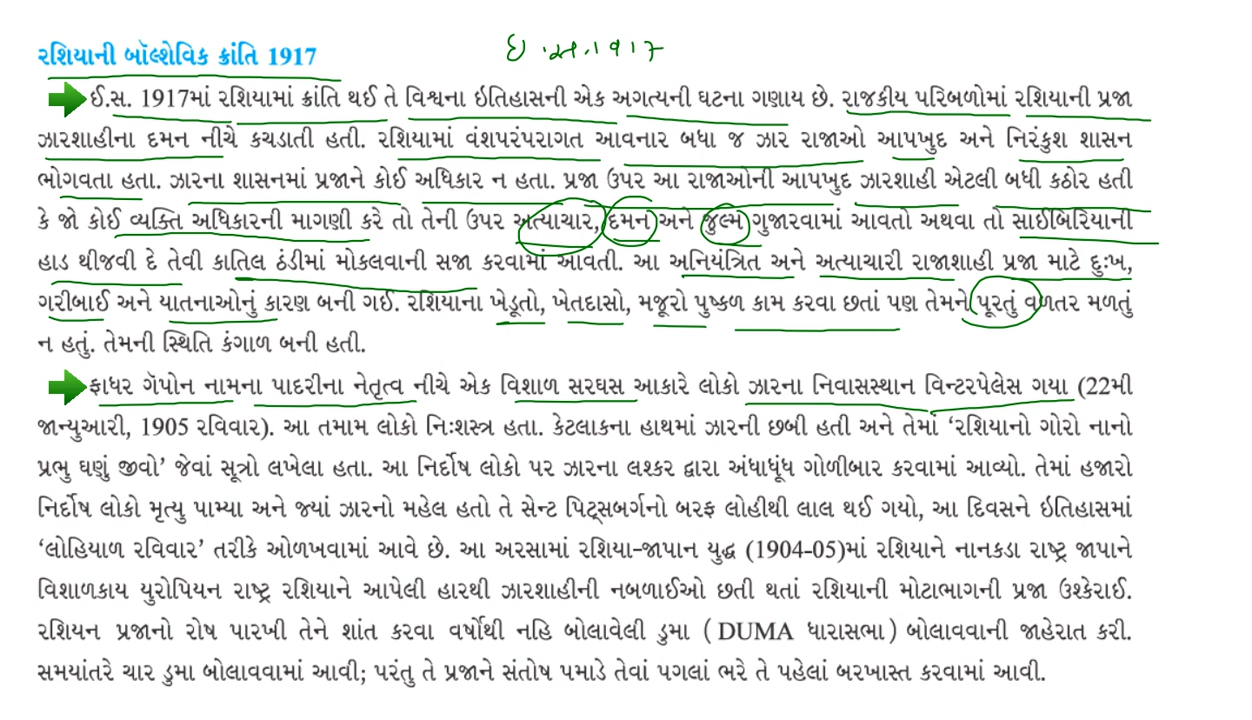 રશિયાની બૉલ્શેવિક ક્રાંતિ 1917
ઇ.સ.૧૯૧૭
ઈ.સ. 1917માં રશિયામાં ક્રાંતિ થઈ તે વિશ્વના ઇતિહાસની એક અગત્યની ઘટના ગણાય છે. રાજકીય પરિબળોમાં રશિયાની પ્રજા
ઝારશાહીના દમન નીચે કચડાતી હતી. રશિયામાં વંશપરંપરાગત આવનાર બધા જ ઝાર રાજાઓ આપખુદ અને નિરંકુશ શાસન
ભોગવતા હતા. ઝારના શાસનમાં પ્રજાને કોઈ અધિકાર ન હતા. પ્રજા ઉપર આ રાજાઓની આપખુદ ઝારશાહી એટલી બધી કઠોર હતી
કે જો કોઈ વ્યક્તિ અધિકારની માગણી કરે તો તેની ઉપર અત્યાચાર, દમન અને જુલ્મ ગુજારવામાં આવતો અથવા તો સાઈબિરિયાની
હાડ થીજવી દે તેવી કાતિલ ઠંડીમાં મોકલવાની સજા કરવામાં આવતી. આ અનિયંત્રિત અને અત્યાચારી રાજાશાહી પ્રજા માટે દુઃખ,
ગરીબાઈ અને યાતનાઓનું કારણ બની ગઈ. રશિયાના ખેડૂતો, ખેતદાસો, મજૂરો પુષ્કળ કામ કરવા છતાં પણ તેમને પૂરતું વળતર મળતું
ન હતું. તેમની સ્થિતિ કંગાળ બની હતી.
ફાધર ગૅપોન નામના પાદરીના નેતૃત્વ નીચે એક વિશાળ સરઘસ આકારે લોકો ઝારના નિવાસસ્થાન વિન્ટરપેલેસ ગયા (22મી
જાન્યુઆરી, 1905 રવિવાર). આ તમામ લોકો નિઃશસ્ત્ર હતા. કેટલાકના હાથમાં ઝારની છબી હતી અને તેમાં ‘રશિયાનો ગોરો નાનો
પ્રભુ ઘણું જીવો’ જેવાં સૂત્રો લખેલા હતા. આ નિર્દોષ લોકો પર ઝારના લશ્કર દ્વારા અંધાધૂંધ ગોળીબાર કરવામાં આવ્યો. તેમાં હજારો
નિર્દોષ લોકો મૃત્યુ પામ્યા અને જ્યાં ઝારનો મહેલ હતો તે સેન્ટ પિટ્સબર્ગનો બરફ લોહીથી લાલ થઈ ગયો, આ દિવસને ઇતિહાસમાં
‘લોહિયાળ રવિવાર’ તરીકે ઓળખવામાં આવે છે. આ અરસામાં રશિયા-જાપાન યુદ્ધ (1904-05)માં રશિયાને નાનકડા રાષ્ટ્ર જાપાને
વિશાળકાય યુરોપિયન રાષ્ટ્ર રશિયાને આપેલી હારથી ઝારશાહીની નબળાઈઓ છતી થતાં રશિયાની મોટાભાગની પ્રજા ઉશ્કેરાઈ.
રશિયન પ્રજાનો રોષ પારખી તેને શાંત કરવા વર્ષોથી નહિ બોલાવેલી ડુમા (DUMA ધારાસભા) બોલાવવાની જાહેરાત કરી.
સમયાંતરે ચાર ડુમા બોલાવવામાં આવી; પરંતુ તે પ્રજાને સંતોષ પમાડે તેવાં પગલાં ભરે તે પહેલાં બરખાસ્ત કરવામાં આવી.